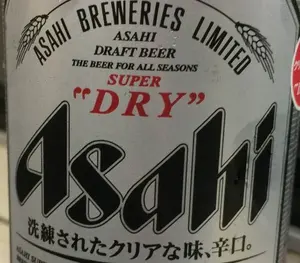 ASAHI BREWERIES LIMITED
ASAHI
DRAFT BEER
THE BEER FOR ALL SEASONS
SUPER
"DRY"
Asahi
洗練されたクリアな味、辛口。